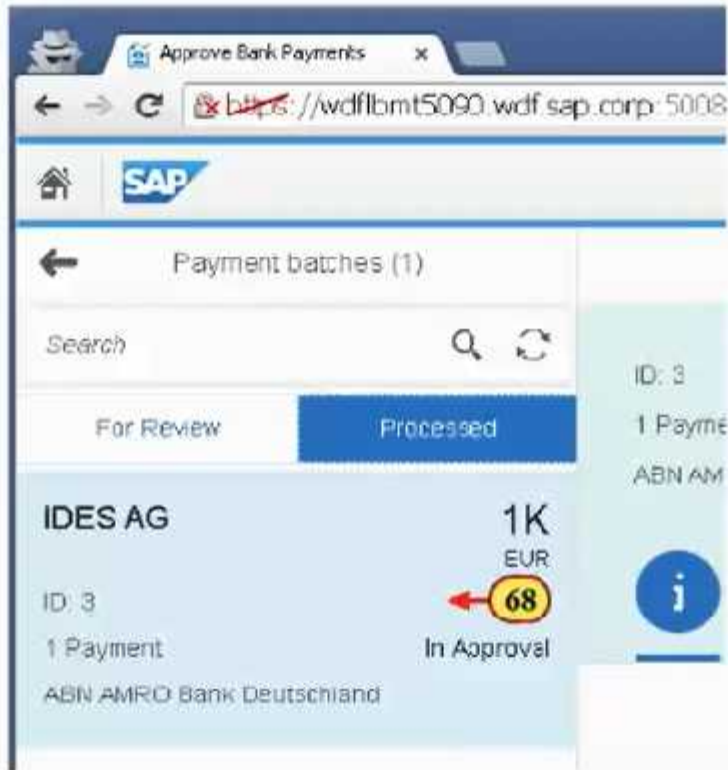 Approve Bank Payments
https://wdflbmt5090.wdf.sap.corp:5008
SAP
Payment batches (1)
Search
For Review
Processed
IDES AG
1K
EUR
ID: 3
68
1 Payment
In Approval
ABN AMRO Bank Deutschland
ID: 3
1 Payme
ABN AM
i